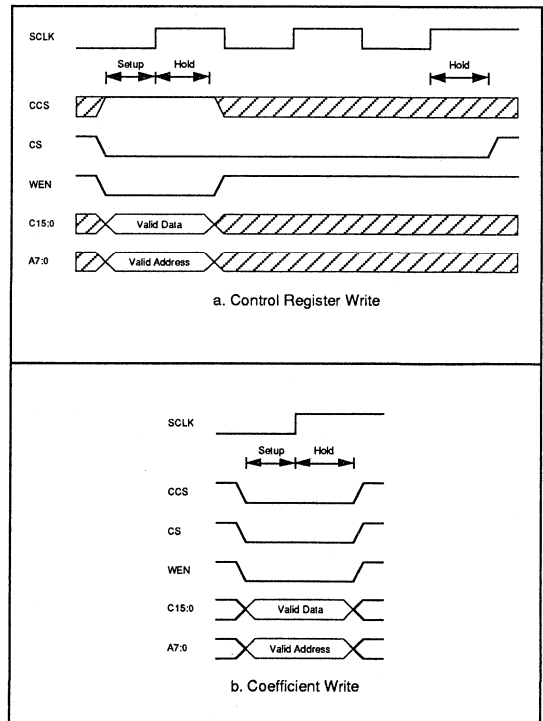 SCLK
Setup Hold Hold
CCS
CS
WEN
C15:0 Valid Data
A7:0 Valid Address
a. Control Register Write
SCLK
Setup Hold
CCS
CS
WEN
C15:0 Valid Data
A7:0 Valid Address
b. Coefficient Write